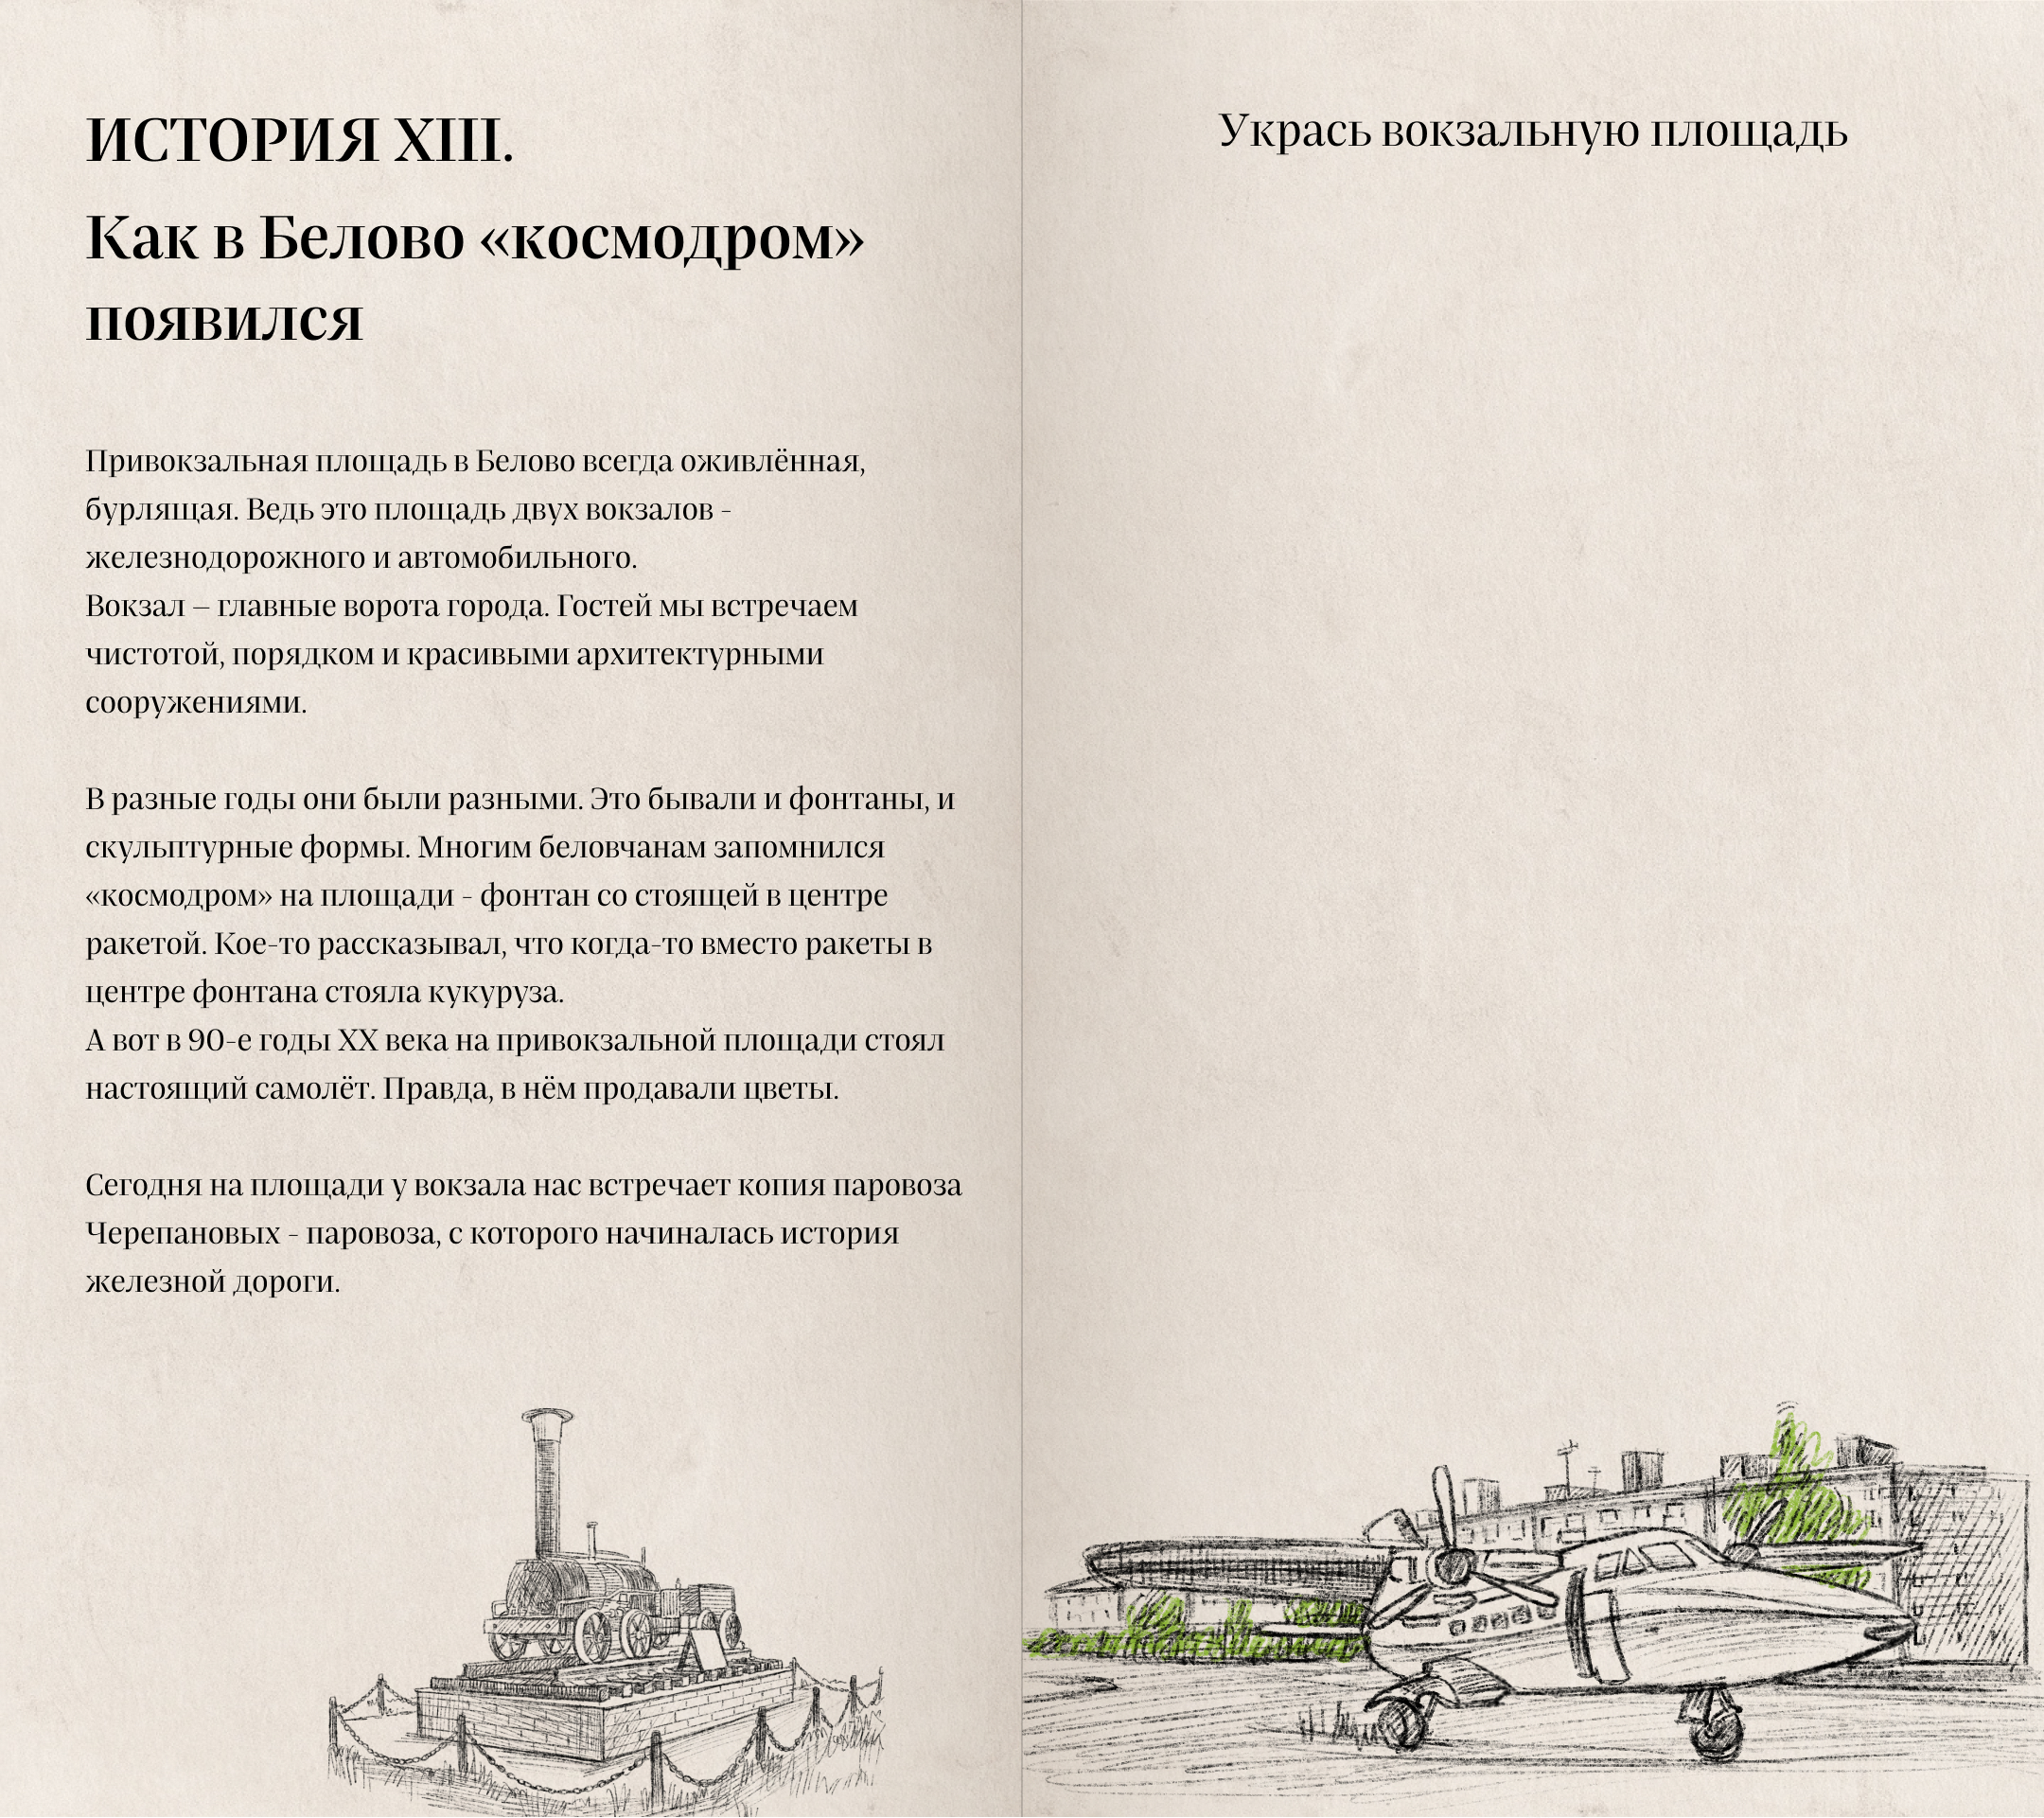 ИСТОРИЯ XIII.
Как в Белово «космодром»
появился
Привокзальная площадь в Белово всегда оживлённая,
бурлящая. Ведь это площадь двух вокзалов -
железнодорожного и автомобильного.
Вокзал – главные ворота города. Гостей мы встречаем
чистотой, порядком и красивыми архитектурными
сооружениями.
В разные годы они были разными. Это бывали и фонтаны, и
скульптурные формы. Многим беловчанам запомнился
«космодром» на площади - фонтан со стоящей в центре
ракетой. Кое-то рассказывал, что когда-то вместо ракеты в
центре фонтана стояла кукуруза.
А вот в 90-е годы XX века на привокзальной площади стоял
настоящий самолёт. Правда, в нём продавали цветы.
Сегодня на площади у вокзала нас встречает копия паровоза
Черепановых - паровоза, с которого начиналась история
железной дороги.
Укрась вокзальную площадь